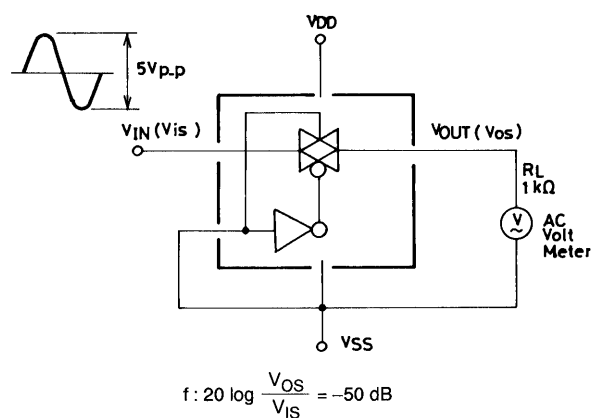 VDD
5Vp-p
VIN(Vis)
VOUT(Vos)
RL
1kΩ
V
~
AC
Volt
Meter
VSS
f : 20 log VOS/VIS = –50 dB